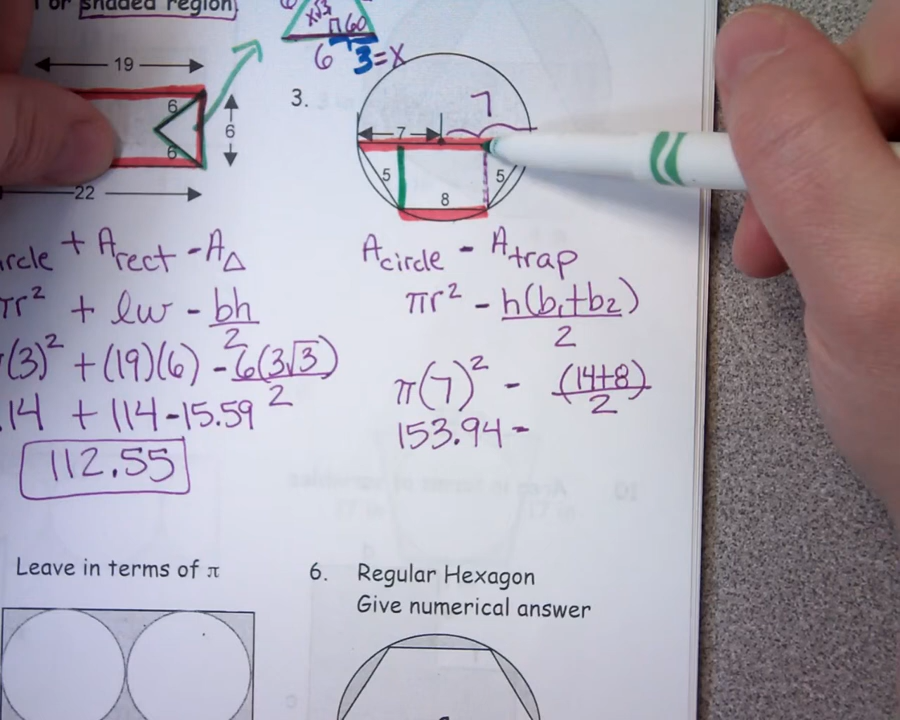 shaded region
x√3
60
6 3=x
19
6
6
6
22
rcle + Arect - A△
πr² + lw - bh/2
(3)² + (19)(6) - 6(3√3)/2
.14 + 114-15.59
112.55
3.
7
7
5
5
8
Acircle - Atrap
πr² - h(b₁+b₂)/2
π(7)² - (14+8)/2
153.94 -
Leave in terms of π
6. Regular Hexagon
Give numerical answer